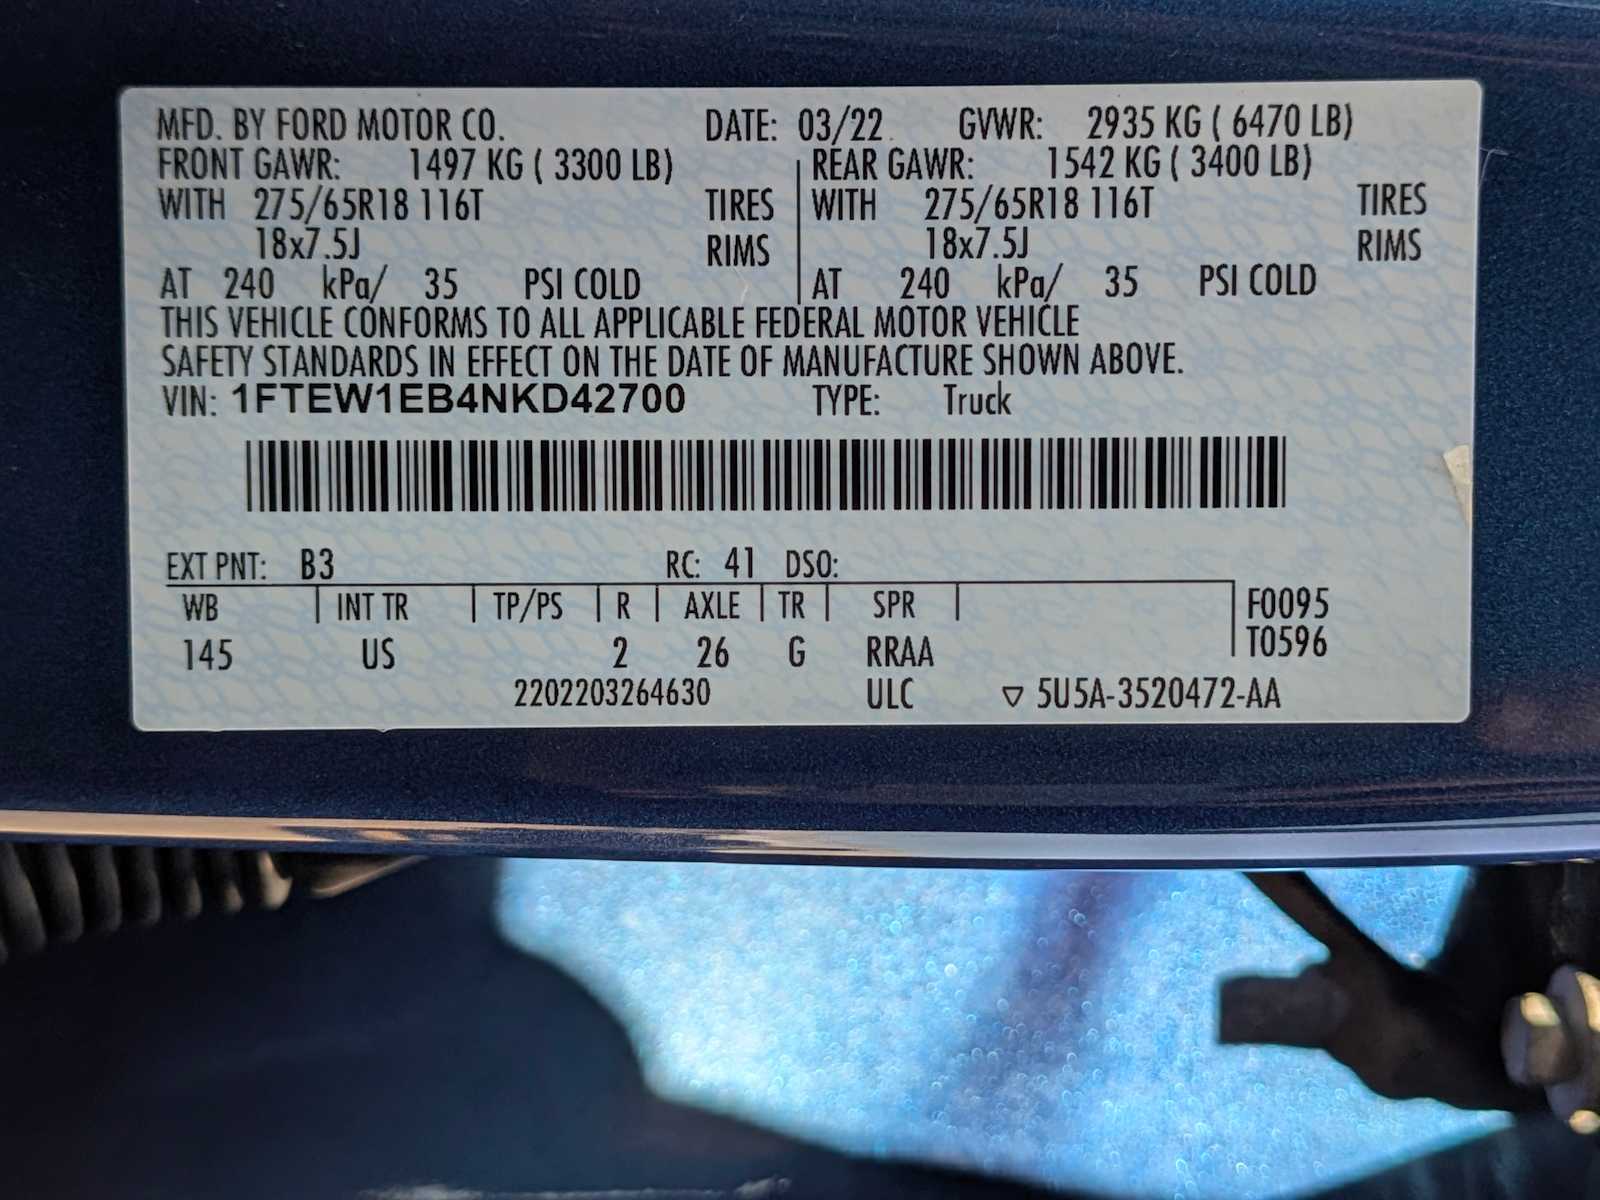 MFD. BY FORD MOTOR CO. DATE: 03/22 GVWR: 2935 KG ( 6470 LB)
FRONT GAWR: 1497 KG ( 3300 LB) REAR GAWR: 1542 KG ( 3400 LB)
WITH 275/65R18 116T TIRES WITH 275/65R18 116T TIRES
18x7.5J RIMS 18x7.5J RIMS
AT 240 kPa/ 35 PSI COLD AT 240 kPa/ 35 PSI COLD
THIS VEHICLE CONFORMS TO ALL APPLICABLE FEDERAL MOTOR VEHICLE
SAFETY STANDARDS IN EFFECT ON THE DATE OF MANUFACTURE SHOWN ABOVE.
VIN: 1FTEW1EB4NKD42700 TYPE: Truck
EXT PNT: B3 RC: 41 DSO:
WB INT TR TP/PS R AXLE TR SPR F0095
145 US 2 26 G RRAA T0596
2202203264630 ULC ▽ 5U5A-3520472-AA